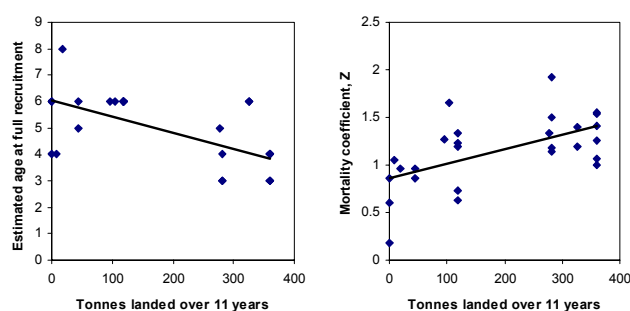 Estimated age at full recruitment
9
8
7
6
5
4
3
2
1
0
0 100 200 300 400
Tonnes landed over 11 years
Mortality coefficient, Z
2.5
2
1.5
1
0.5
0
0 100 200 300 400
Tonnes landed over 11 years